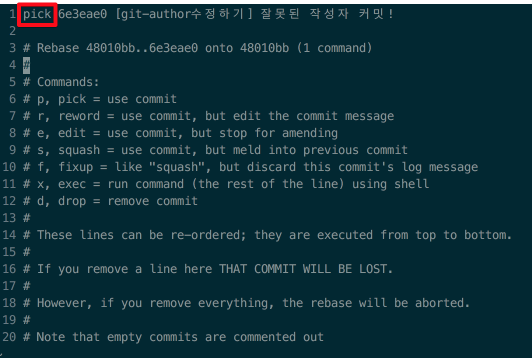 1 pick 6e3eae0 [git-author수정하기] 잘못된 작성자 커밋!
2
3 # Rebase 48010bb..6e3eae0 onto 48010bb (1 command)
4 #
5 # Commands:
6 # p, pick = use commit
7 # r, reword = use commit, but edit the commit message
8 # e, edit = use commit, but stop for amending
9 # s, squash = use commit, but meld into previous commit
10 # f, fixup = like "squash", but discard this commit's log message
11 # x, exec = run command (the rest of the line) using shell
12 # d, drop = remove commit
13 #
14 # These lines can be re-ordered; they are executed from top to bottom.
15 #
16 # If you remove a line here THAT COMMIT WILL BE LOST.
17 #
18 # However, if you remove everything, the rebase will be aborted.
19 #
20 # Note that empty commits are commented out